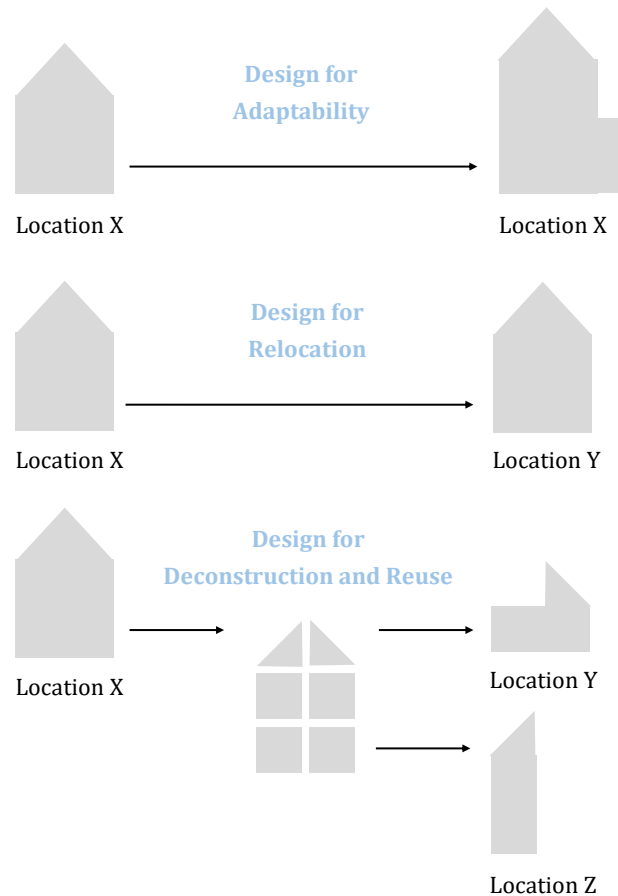 Design for
Adaptability
Location X
Location X
Design for
Relocation
Location X
Location Y
Design for
Deconstruction and Reuse
Location X
Location Y
Location Z